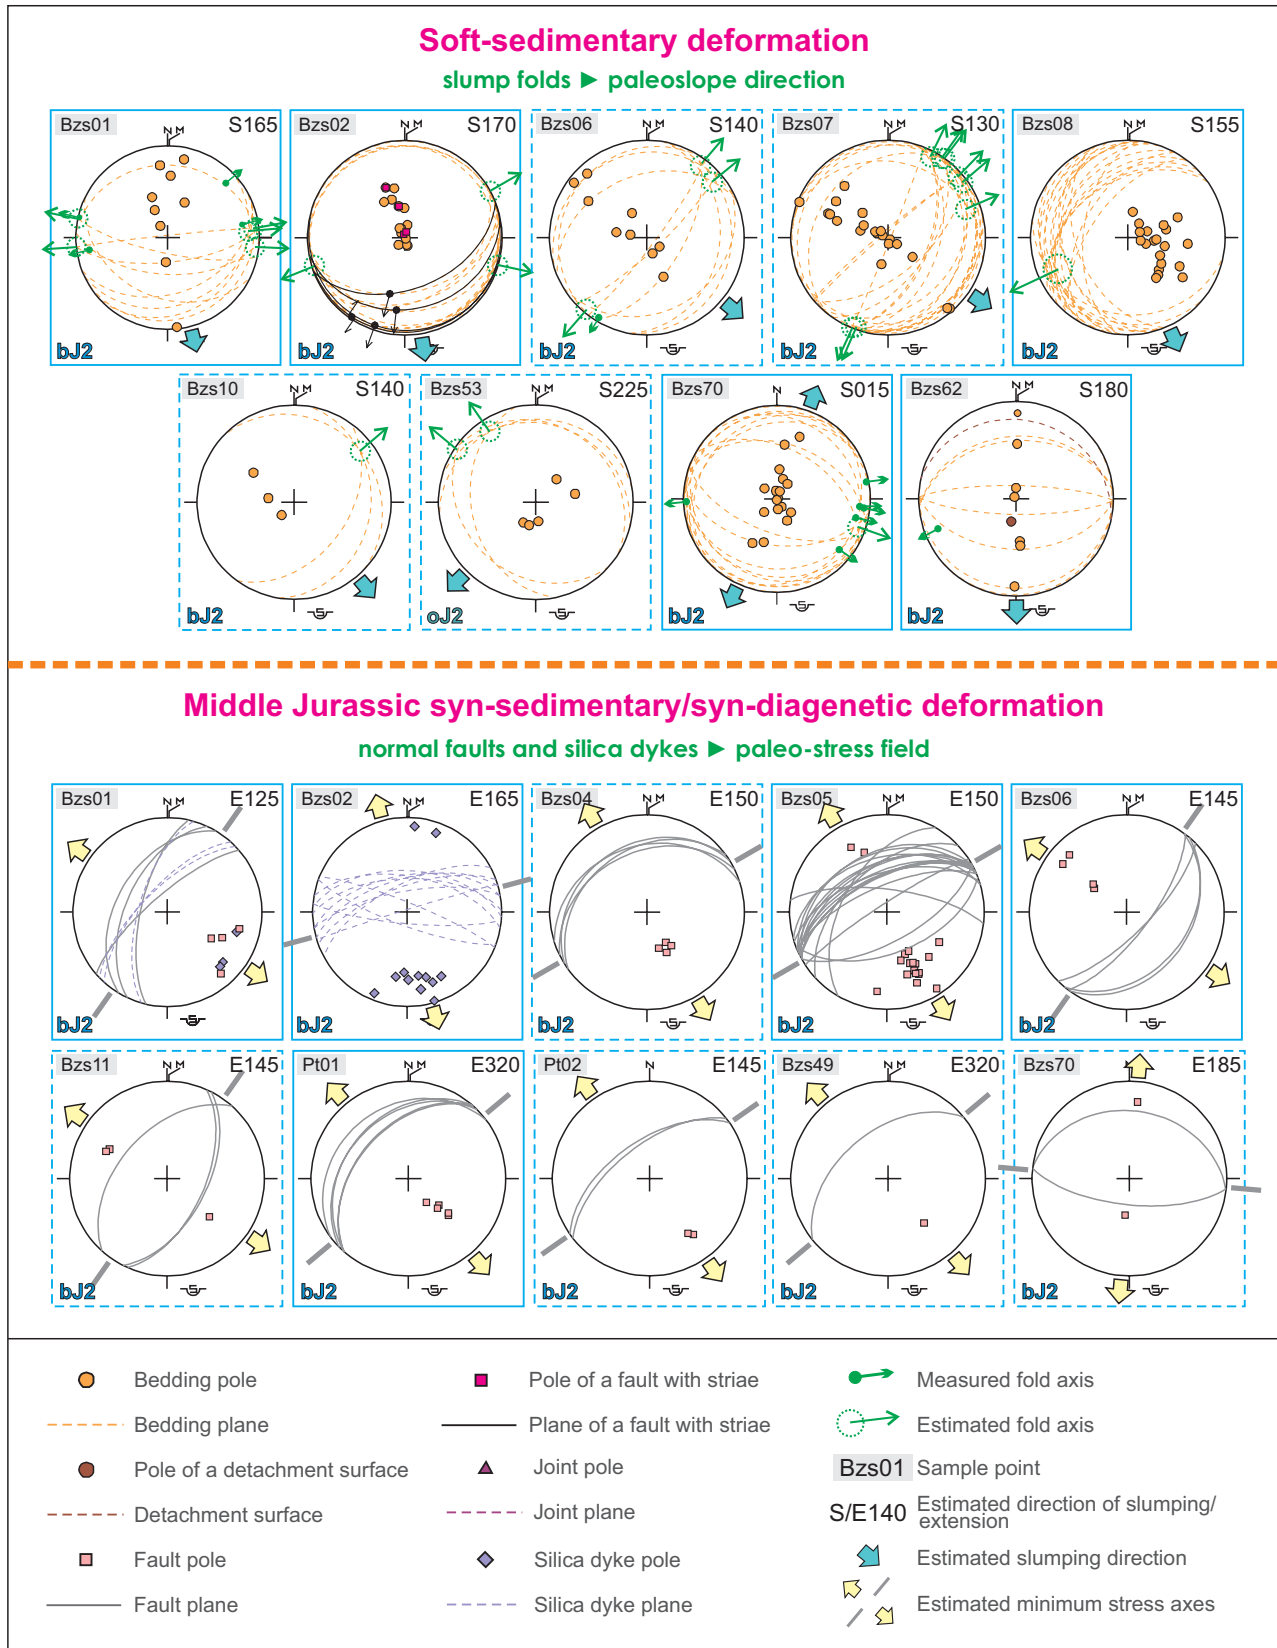 Soft-sedimentary deformation
slump folds ► paleoslope direction
Bzs01 N M S165 bJ2
Bzs02 N M S170 bJ2
Bzs06 N M S140 bJ2
Bzs07 N M S130 bJ2
Bzs08 N M S155 bJ2
Bzs10 N M S140 bJ2
Bzs53 N M S225 oJ2
Bzs70 N S015 bJ2
Bzs62 N M S180 bJ2
Middle Jurassic syn-sedimentary/syn-diagenetic deformation
normal faults and silica dykes ► paleo-stress field
Bzs01 N M E125 bJ2
Bzs02 N M E165 bJ2
Bzs04 N M E150 bJ2
Bzs05 N M E150 bJ2
Bzs06 N M E145 bJ2
Bzs11 N M E145 bJ2
Pt01 N M E320 bJ2
Pt02 N E145 bJ2
Bzs49 N M E320 bJ2
Bzs70 N M E185 bJ2
Bedding pole
Bedding plane
Pole of a detachment surface
Detachment surface
Fault pole
Fault plane
Pole of a fault with striae
Plane of a fault with striae
Joint pole
Joint plane
Silica dyke pole
Silica dyke plane
Measured fold axis
Estimated fold axis
Bzs01 Sample point
S/E140 Estimated direction of slumping/
extension
Estimated slumping direction
Estimated minimum stress axes